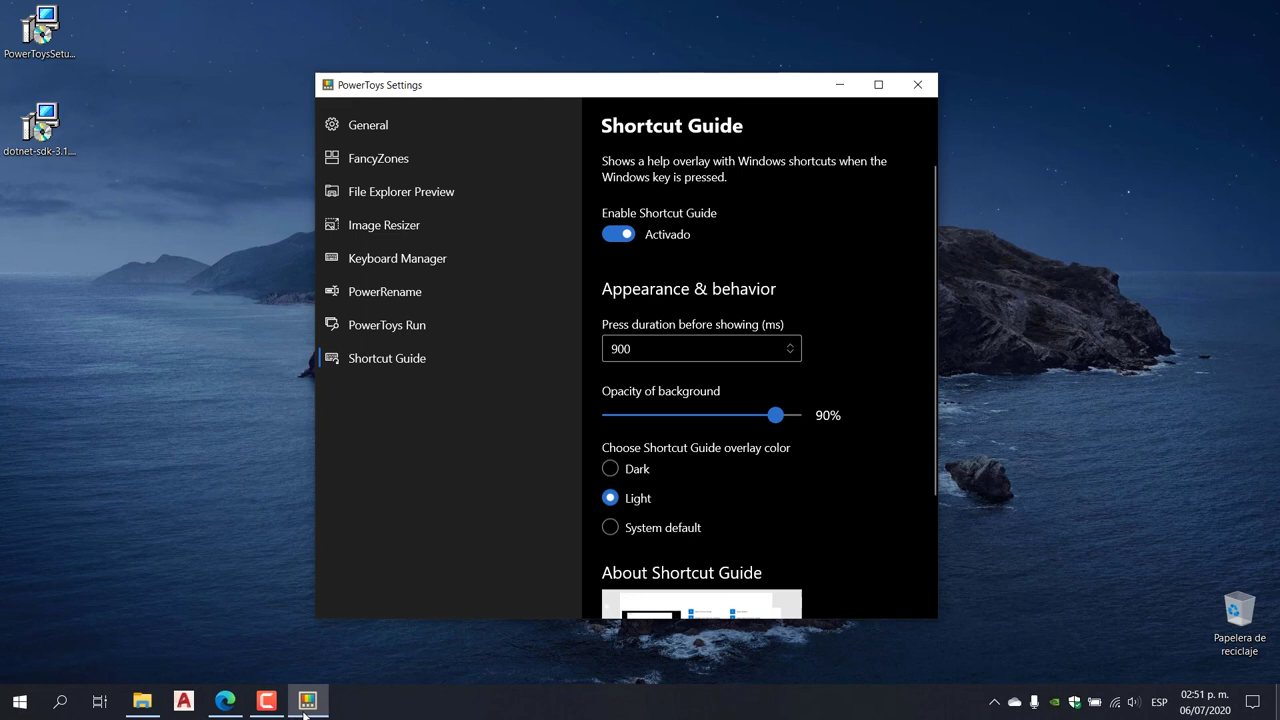 PowerToysSetu...
dotnet-sdk-3.1....
PowerToys Settings
General
FancyZones
File Explorer Preview
Image Resizer
Keyboard Manager
PowerRename
PowerToys Run
Shortcut Guide
Shortcut Guide
Shows a help overlay with Windows shortcuts when the
Windows key is pressed.
Enable Shortcut Guide
Activado
Appearance & behavior
Press duration before showing (ms)
900
Opacity of background
90%
Choose Shortcut Guide overlay color
Dark
Light
System default
About Shortcut Guide
Papelera de
reciclaje
ESP
02:51 p. m.
06/07/2020